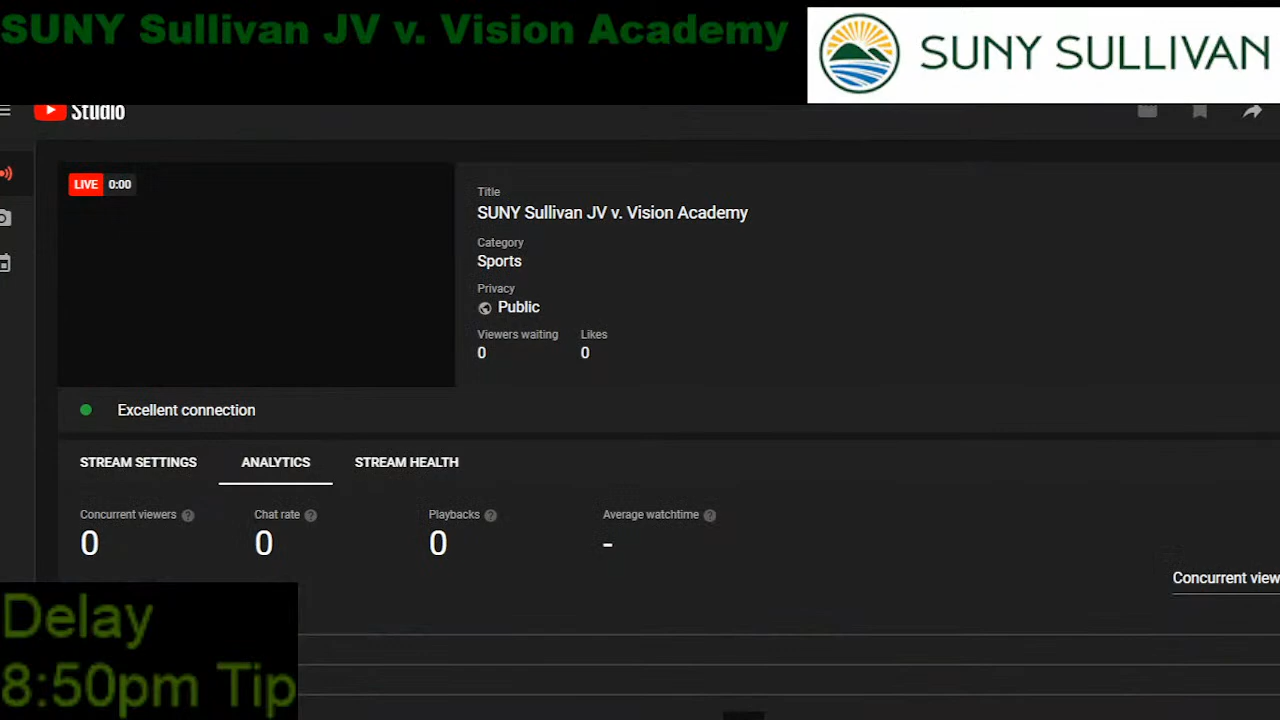 SUNY Sullivan JV v. Vision Academy
SUNY SULLIVAN
Studio
LIVE 0:00
Title
SUNY Sullivan JV v. Vision Academy
Category
Sports
Privacy
Public
Viewers waiting Likes
0 0
Excellent connection
STREAM SETTINGS ANALYTICS STREAM HEALTH
Concurrent viewers ? Chat rate ? Playbacks ? Average watchtime ?
0 0 0 -
Concurrent view
Delay
8:50pm Tip